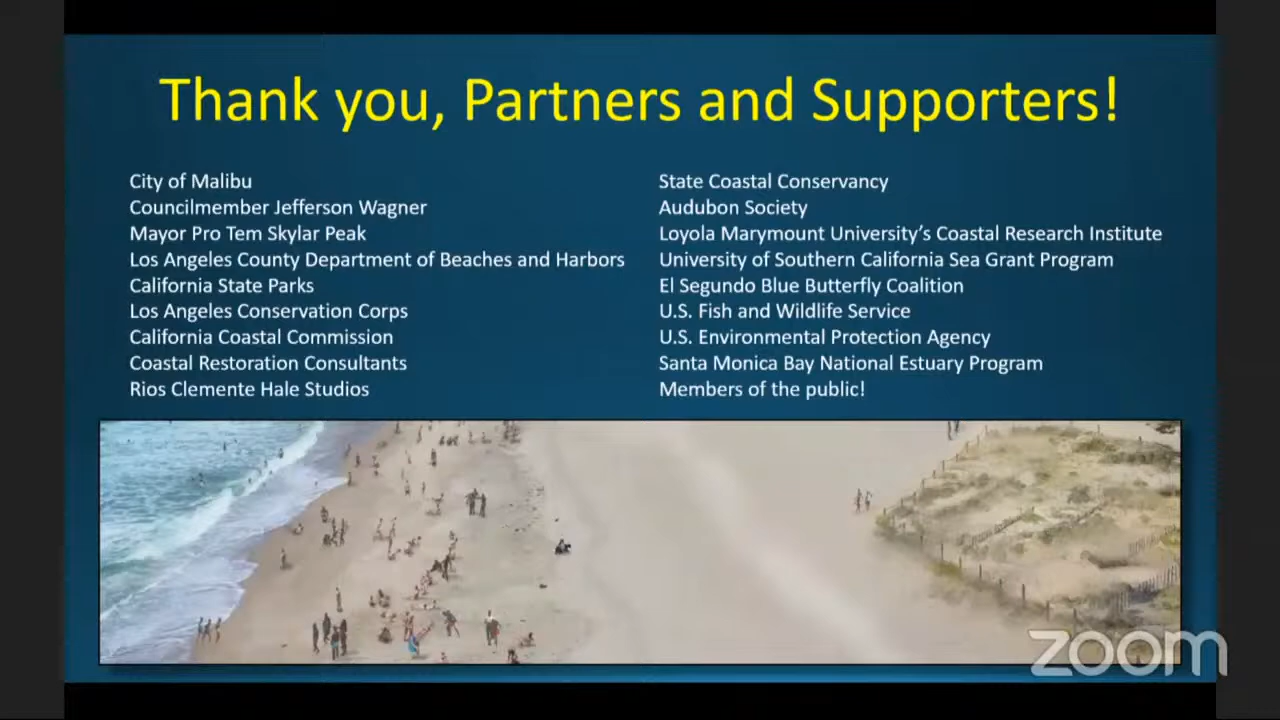 Thank you, Partners and Supporters!
City of Malibu
Councilmember Jefferson Wagner
Mayor Pro Tem Skylar Peak
Los Angeles County Department of Beaches and Harbors
California State Parks
Los Angeles Conservation Corps
California Coastal Commission
Coastal Restoration Consultants
Rios Clemente Hale Studios
State Coastal Conservancy
Audubon Society
Loyola Marymount University’s Coastal Research Institute
University of Southern California Sea Grant Program
El Segundo Blue Butterfly Coalition
U.S. Fish and Wildlife Service
U.S. Environmental Protection Agency
Santa Monica Bay National Estuary Program
Members of the public!
zoom